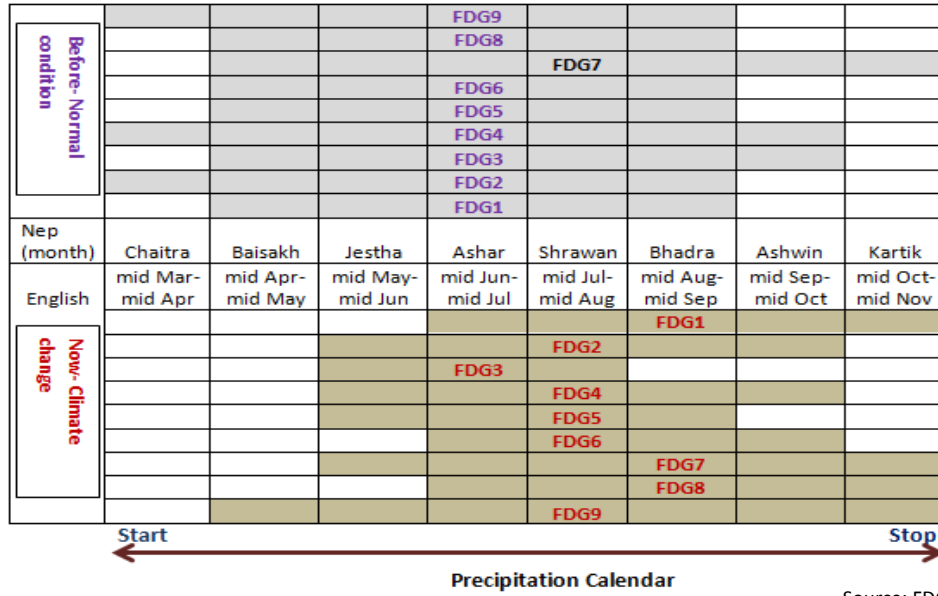 Before- Normal
condition
FDG9
FDG8
FDG7
FDG6
FDG5
FDG4
FDG3
FDG2
FDG1
Nep
(month) Chaitra Baisakh Jestha Ashar Shrawan Bhadra Ashwin Kartik
English mid Mar- mid Apr- mid May- mid Jun- mid Jul- mid Aug- mid Sep- mid Oct-
mid Apr mid May mid Jun mid Jul mid Aug mid Sep mid Oct mid Nov
Now- Climate
change
FDG1
FDG2
FDG3
FDG4
FDG5
FDG6
FDG7
FDG8
FDG9
Start Stop
Precipitation Calendar